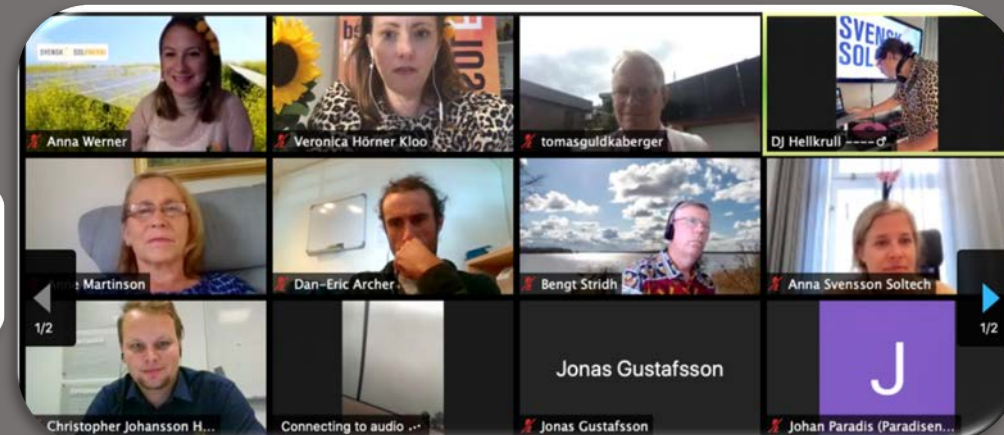 SVENSK SOLENERGI
Anna Werner
Veronica Hörner Kloo
tomasguldkaberger
SVENSK
SOL
DJ Hellkrull ----♂
Martinson
Dan-Eric Archer
Bengt Stridh
Anna Svensson Soltech
1/2
1/2
Christopher Johansson H...
Connecting to audio ...
Jonas Gustafsson
Jonas Gustafsson
J
Johan Paradis (Paradisen...